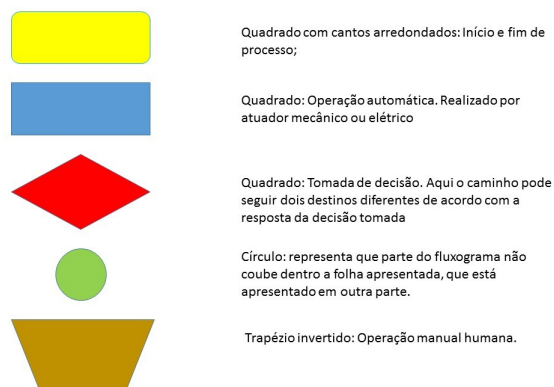 Quadrado com cantos arredondados: Início e fim de
processo;
Quadrado: Operação automática. Realizado por
atuador mecânico ou elétrico
Quadrado: Tomada de decisão. Aqui o caminho pode
seguir dois destinos diferentes de acordo com a
resposta da decisão tomada
Círculo: representa que parte do fluxograma não
coube dentro a folha apresentada, que está
apresentado em outra parte.
Trapézio invertido: Operação manual humana.